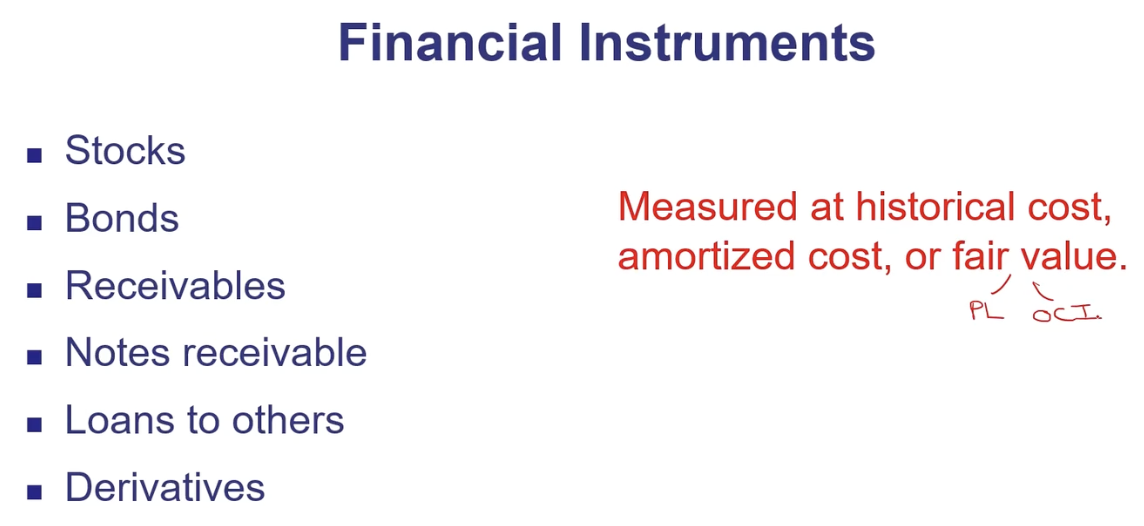 Financial Instruments
Stocks
Bonds
Receivables
Notes receivable
Loans to others
Derivatives
Measured at historical cost,
amortized cost, or fair value.
PL OCI.